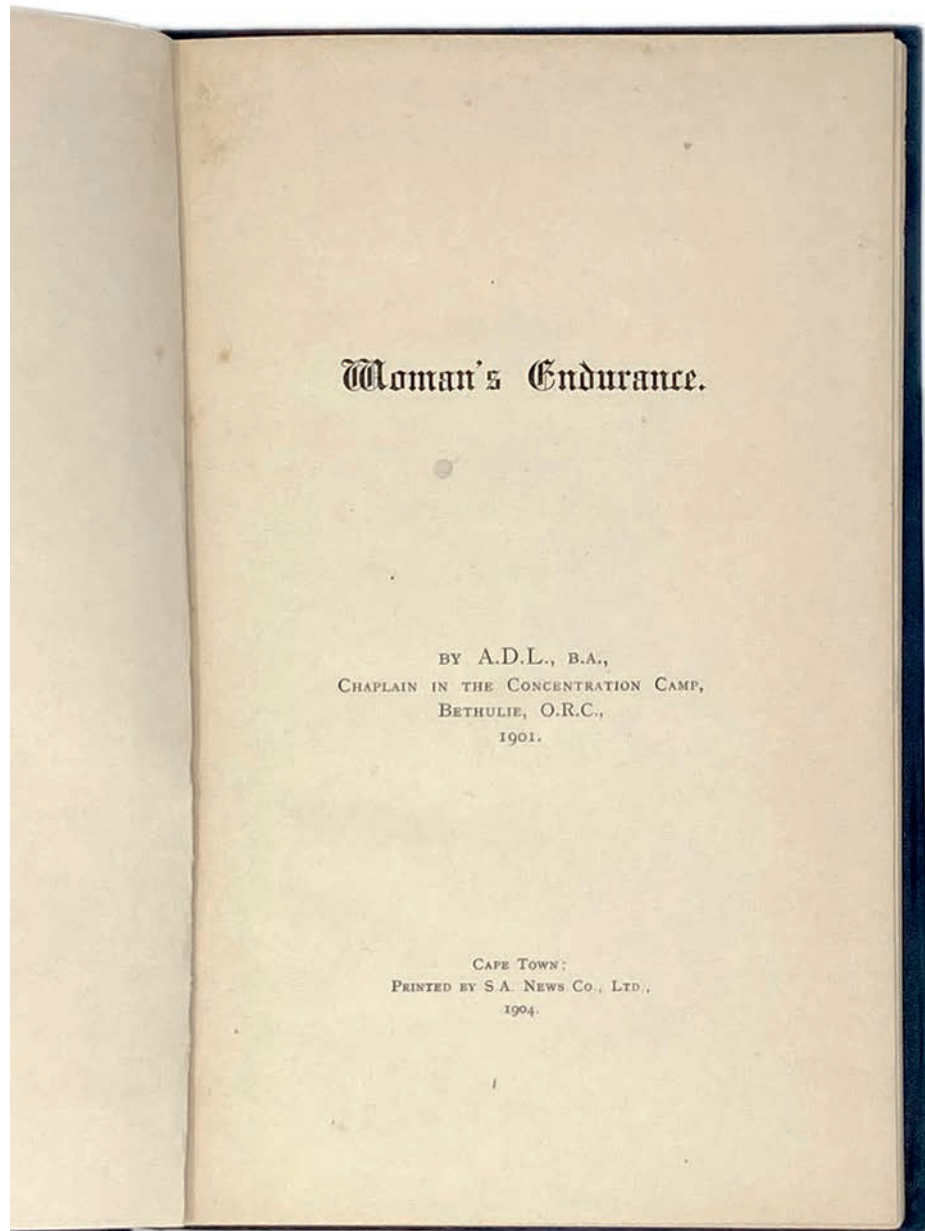 Woman's Endurance.
BY A.D.L., B.A.,
CHAPLAIN IN THE CONCENTRATION CAMP,
BETHULIE, O.R.C.,
1901.
CAPE TOWN:
PRINTED BY S.A. NEWS CO., LTD.,
1904.